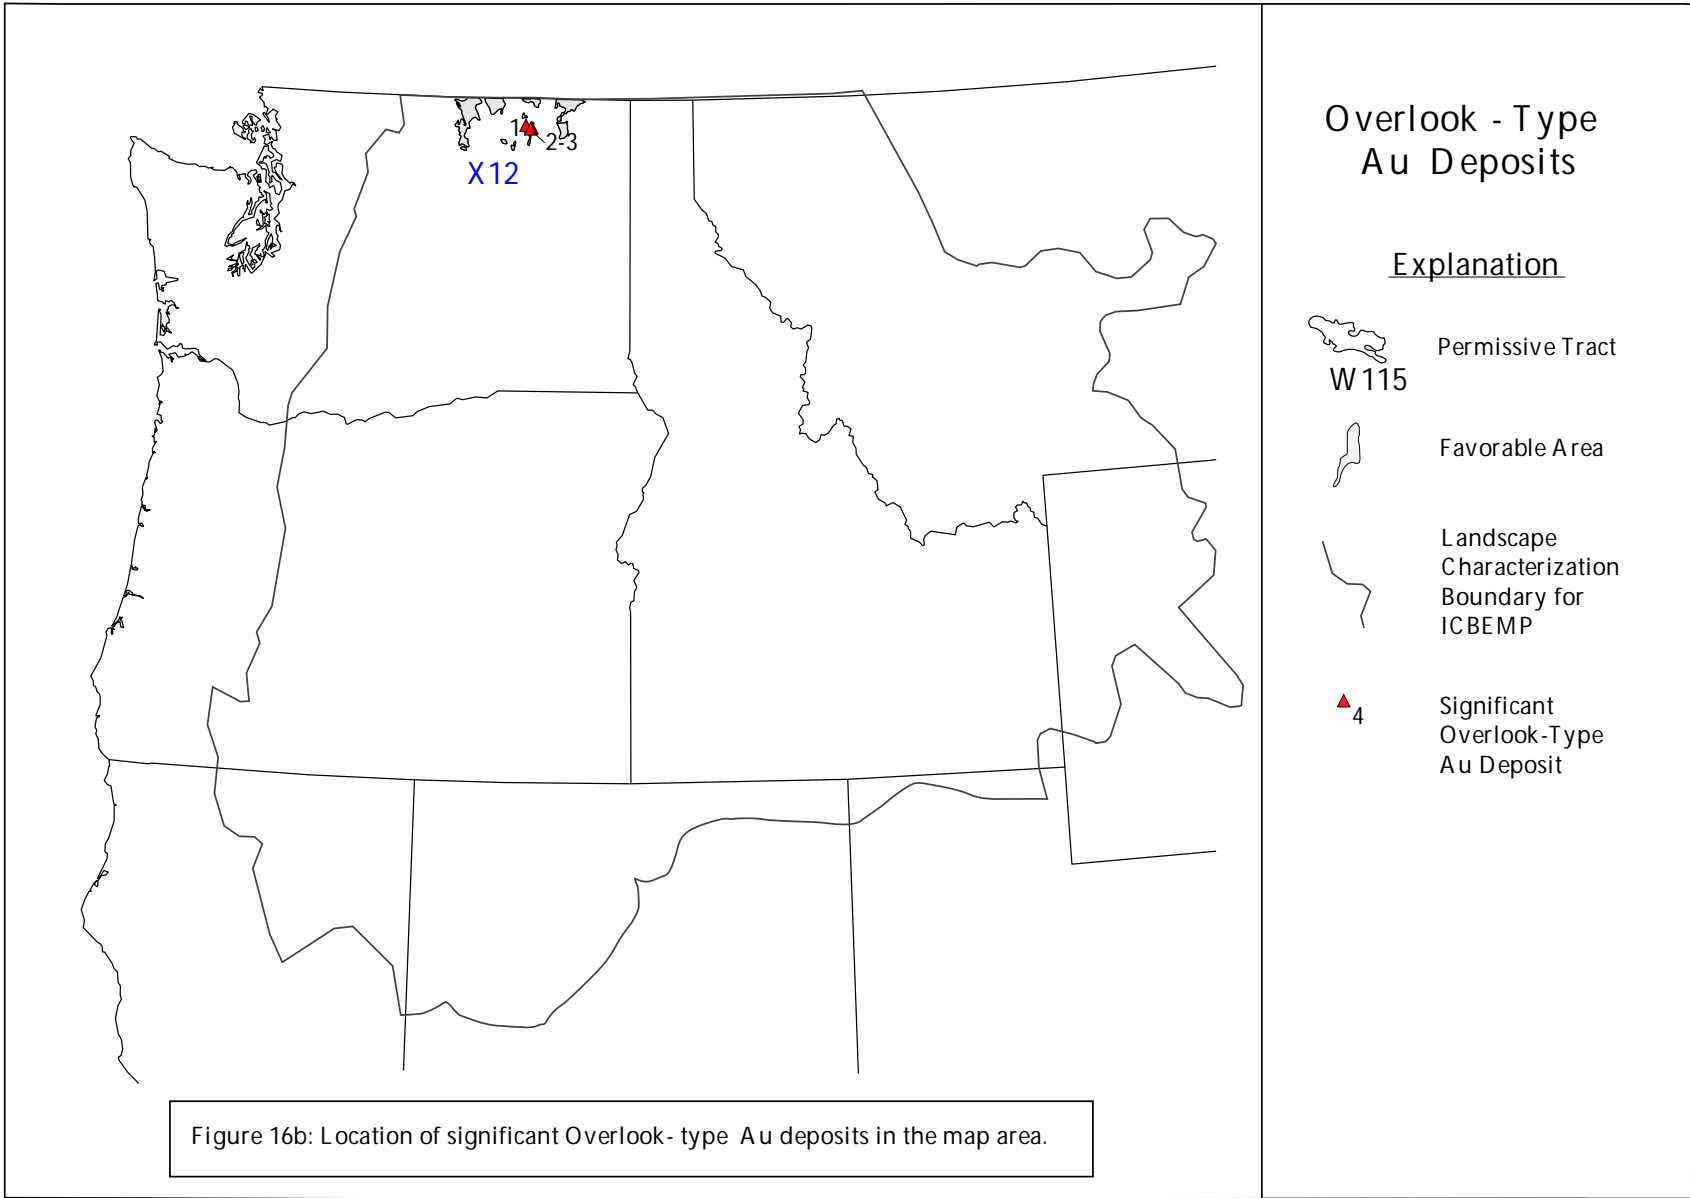 1
2-3
X12
Figure 16b: Location of significant Overlook- type Au deposits in the map area.
Overlook - Type
Au Deposits
Explanation
Permissive Tract
W115
Favorable Area
Landscape
Characterization
Boundary for
ICBEMP
4
Significant
Overlook-Type
Au Deposit